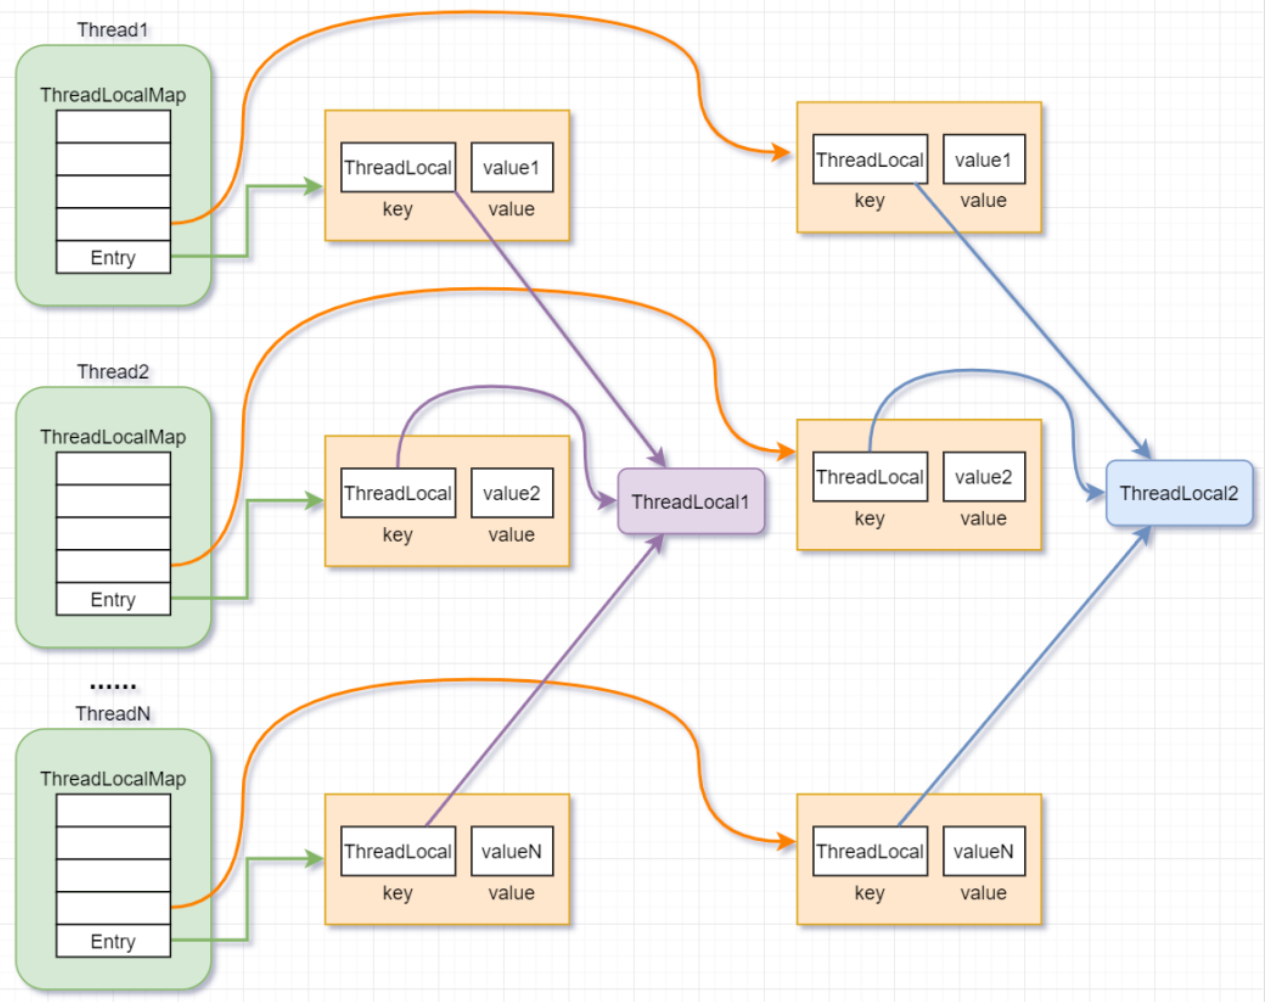 Thread1
ThreadLocalMap
Entry
ThreadLocal value1
key value
ThreadLocal value1
key value
Thread2
ThreadLocalMap
Entry
ThreadLocal value2
key value
ThreadLocal1
ThreadLocal value2
key value
ThreadLocal2
......
ThreadN
ThreadLocalMap
Entry
ThreadLocal valueN
key value
ThreadLocal valueN
key value